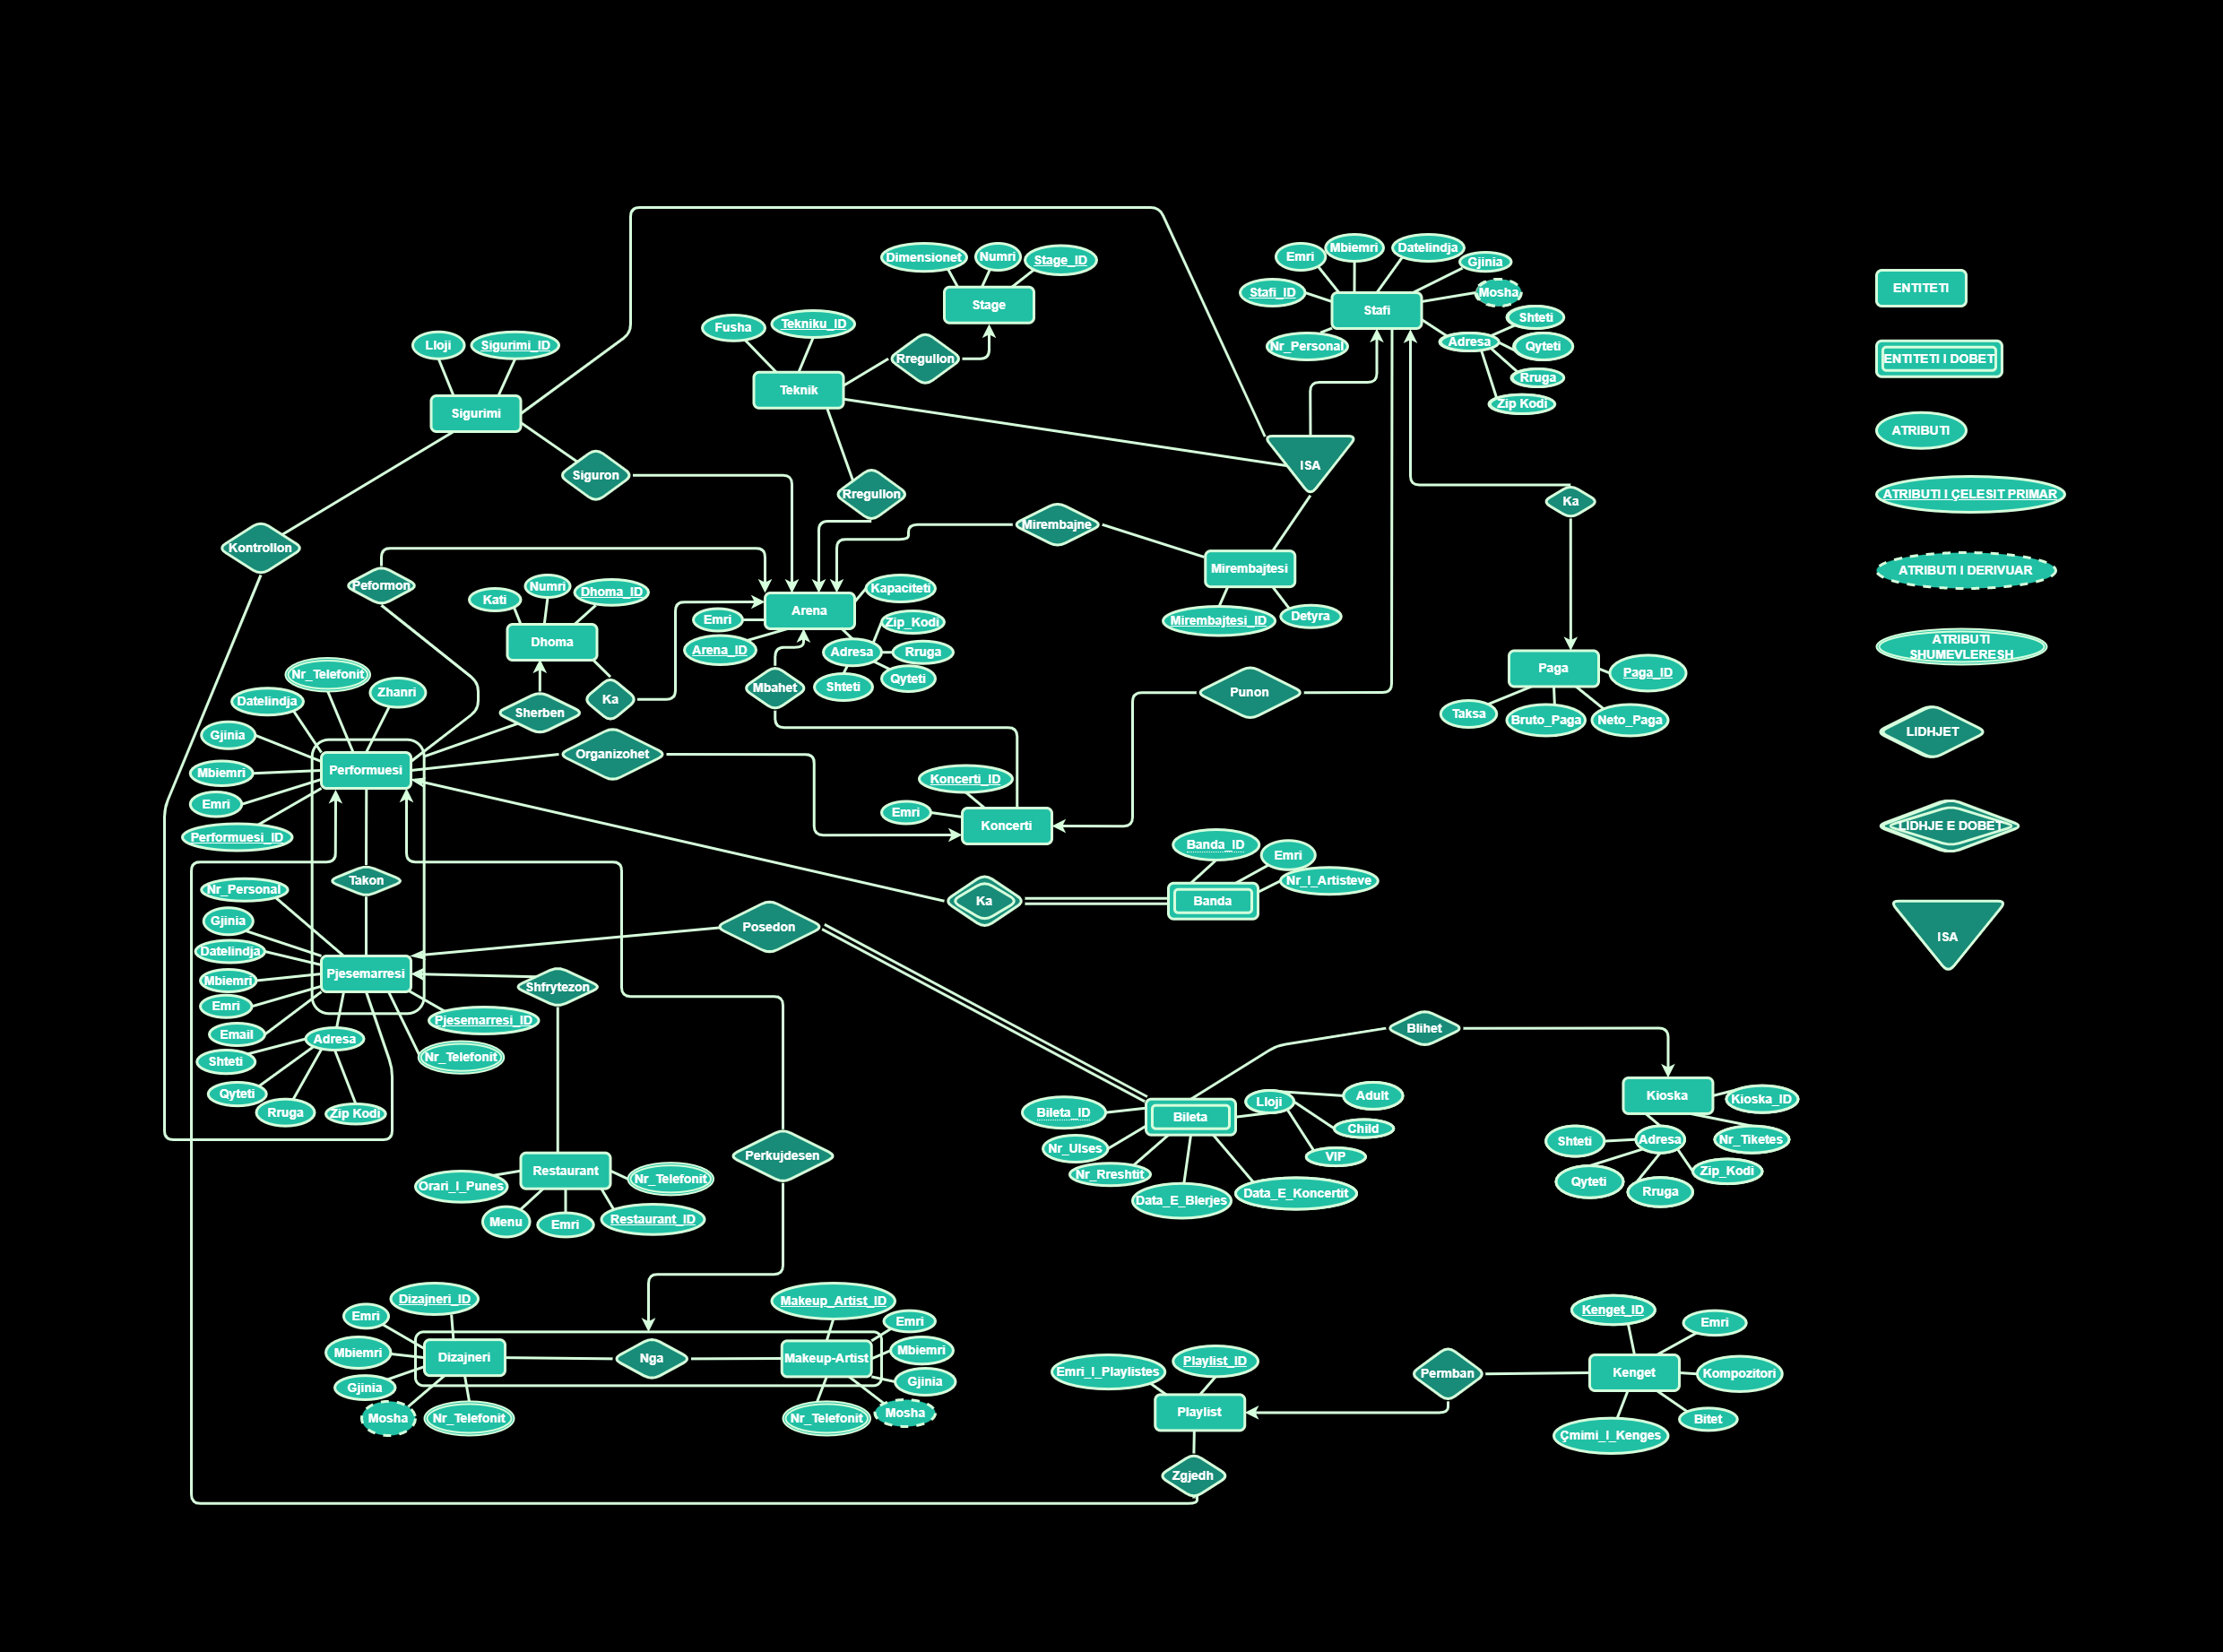 Dimensionet
Numri
Stage_ID
Stage
Fusha
Tekniku_ID
Teknik
Rregullon
Lloji
Sigurimi_ID
Sigurimi
Siguron
Rregullon
Kontrollon
Emri
Mbiemri
Datelindja
Gjinia
Stafi_ID
Mosha
Stafi
Shteti
Nr_Personal
Adresa
Qyteti
Rruga
Zip Kodi
ISA
Ka
Mirembajne
Mirembajtesi
Mirembajtesi_ID
Detyra
Peformon
Kati
Numri
Dhoma_ID
Dhoma
Kapaciteti
Arena
Emri
Zip_Kodi
Arena_ID
Adresa
Rruga
Qyteti
Shteti
Mbahet
Ka
Sherben
Punon
Paga
Paga_ID
Taksa
Bruto_Paga
Neto_Paga
Nr_Telefonit
Zhanri
Datelindja
Gjinia
Mbiemri
Emri
Performuesi_ID
Performuesi
Organizohet
Koncerti_ID
Emri
Koncerti
Takon
Banda_ID
Emri
Nr_I_Artisteve
Banda
Ka
Posedon
Nr_Personal
Gjinia
Datelindja
Mbiemri
Emri
Email
Pjesemarresi
Shfrytezon
Pjesemarresi_ID
Nr_Telefonit
Adresa
Shteti
Qyteti
Rruga
Zip Kodi
Blihet
Bileta_ID
Bileta
Lloji
Adult
Child
VIP
Nr_Ulses
Nr_Rreshtit
Data_E_Blerjes
Data_E_Koncertit
Kioska
Kioska_ID
Shteti
Adresa
Nr_Tiketes
Zip_Kodi
Qyteti
Rruga
Perkujdesen
Restaurant
Nr_Telefonit
Orari_I_Punes
Menu
Emri
Restaurant_ID
Dizajneri_ID
Emri
Mbiemri
Dizajneri
Gjinia
Mosha
Nr_Telefonit
Nga
Makeup_Artist_ID
Emri
Mbiemri
Makeup-Artist
Gjinia
Mosha
Nr_Telefonit
Emri_I_Playlistes
Playlist_ID
Playlist
Zgjedh
Permban
Kenget_ID
Emri
Kenget
Kompozitori
Bitet
Çmimi_I_Kenges
ENTITETI
ENTITETI I DOBET
ATRIBUTI
ATRIBUTI I ÇELESIT PRIMAR
ATRIBUTI I DERIVUAR
ATRIBUTI
SHUMEVLERESH
LIDHJET
LIDHJE E DOBET
ISA